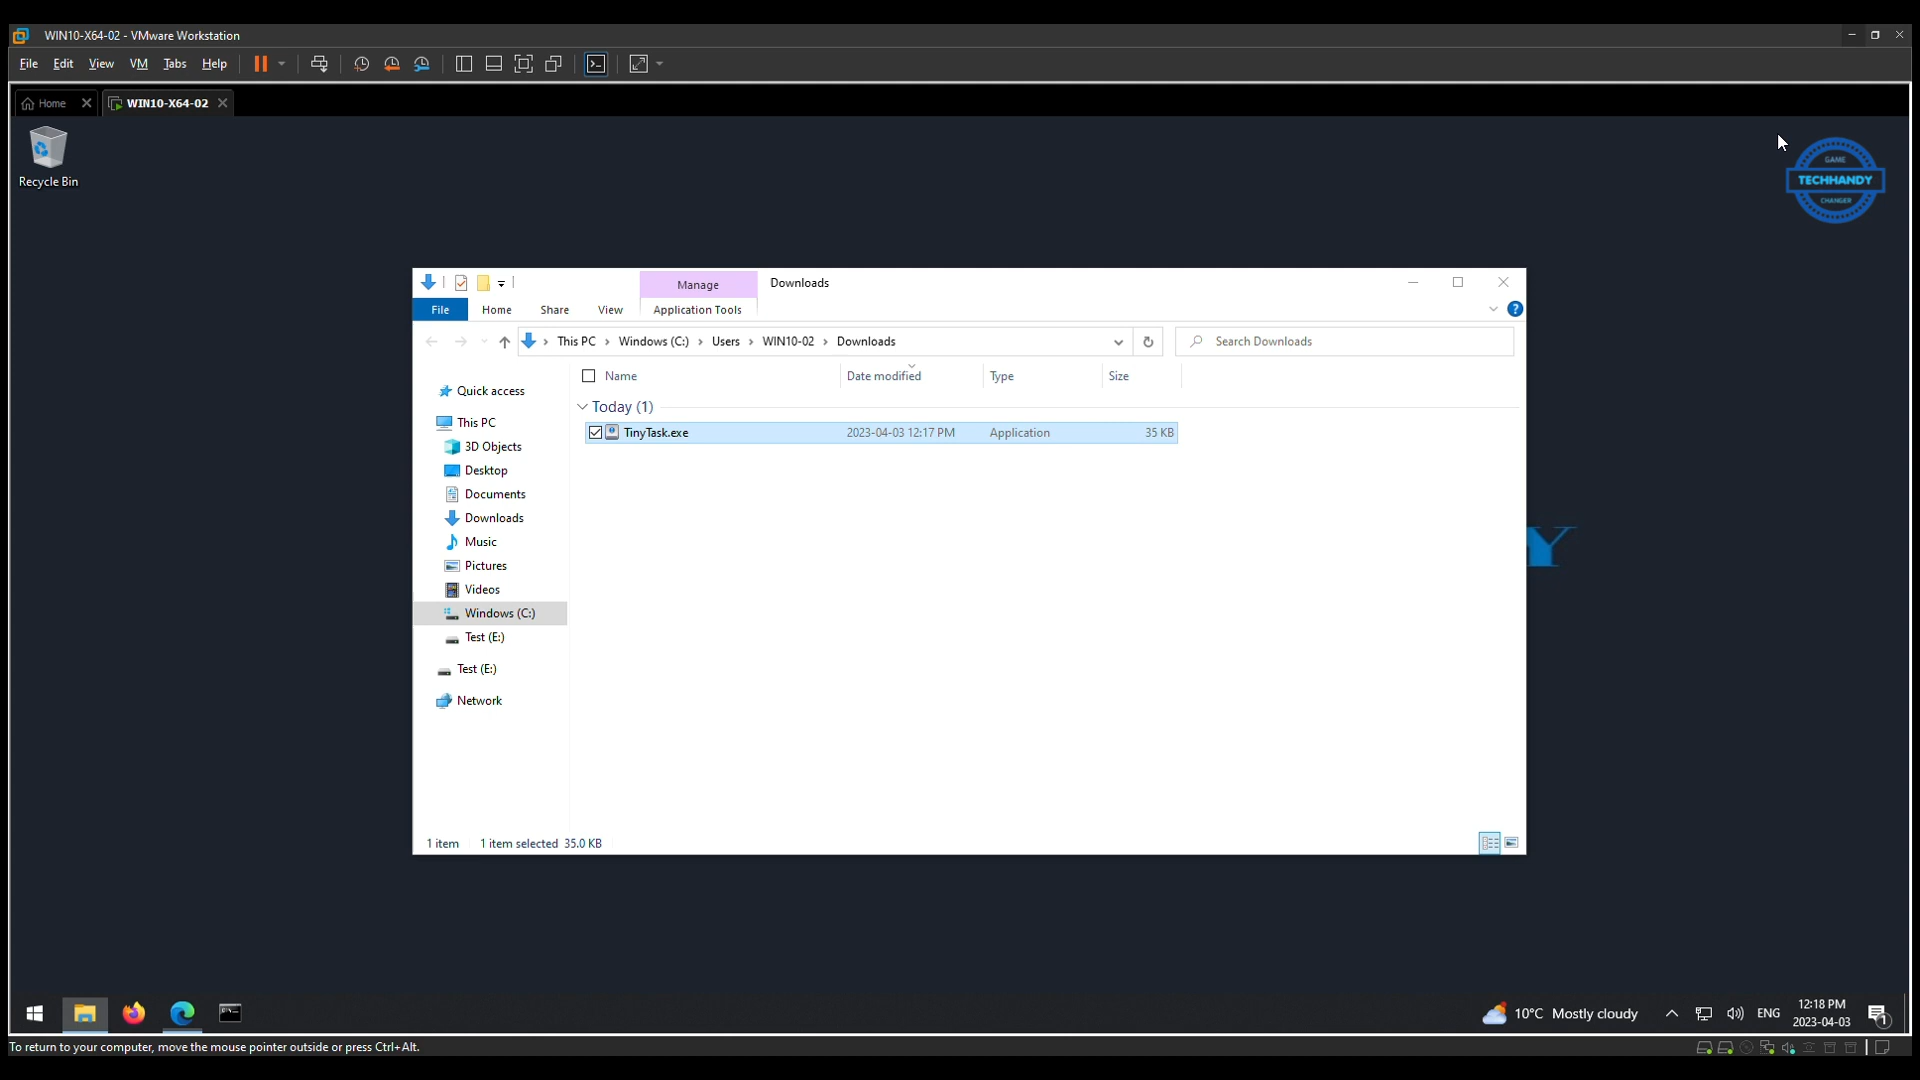 WIN10-X64-02 - VMware Workstation
File Edit View VM Tabs Help
Home WIN10-X64-02
Recycle Bin
GAME
TECHHANDY
CHANGER
Manage Downloads
File Home Share View Application Tools
This PC Windows (C:) Users WIN10-02 Downloads Search Downloads
Name Date modified Type Size
Quick access
Today (1)
This PC
TinyTask.exe 2023-04-03 12:17 PM Application 35 KB
3D Objects
Desktop
Documents
Downloads
Music
Y
Pictures
Videos
Windows (C:)
Test (E:)
Test (E:)
Network
1 item 1 item selected 35.0 KB
10°C Mostly cloudy ENG 12:18 PM
2023-04-03
1
To return to your computer, move the mouse pointer outside or press Ctrl+Alt.